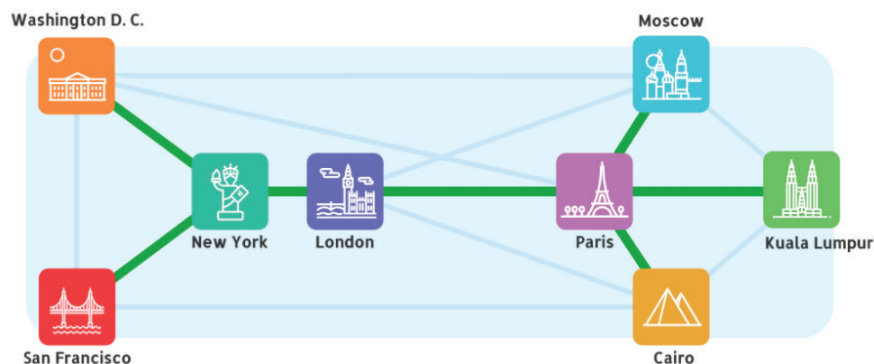 Washington D. C.
Moscow
New York
London
Paris
Kuala Lumpur
San Francisco
Cairo